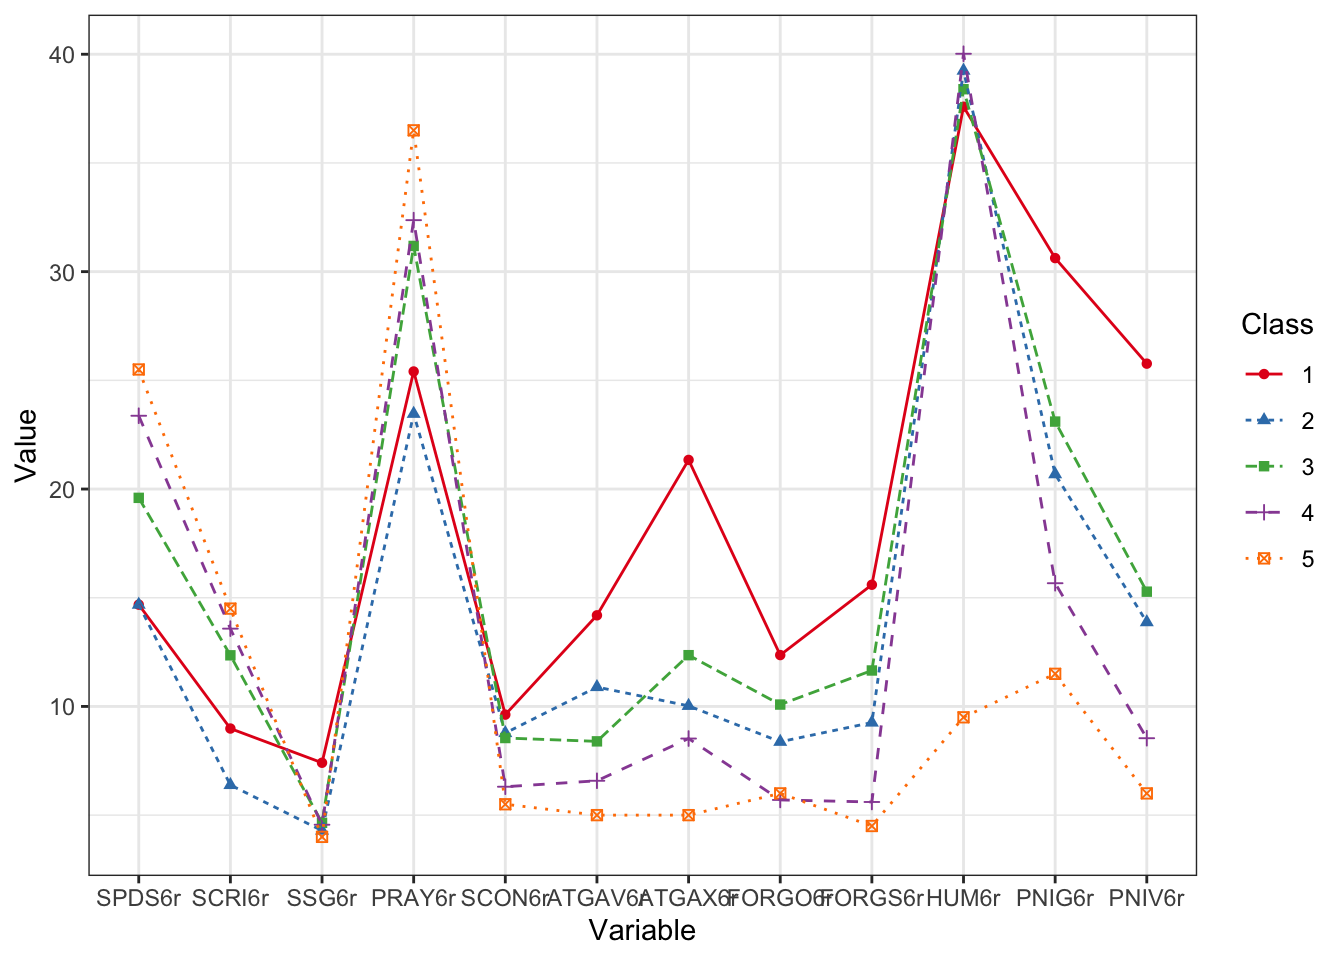 40
30
20
10
Value
SPDS6r SCRI6r SSG6r PRAY6r SCON6r ATGAV6r ATGAX6r FORGO6r FORGS6r HUM6r PNIG6r PNIV6r
Variable
Class
1
2
3
4
5